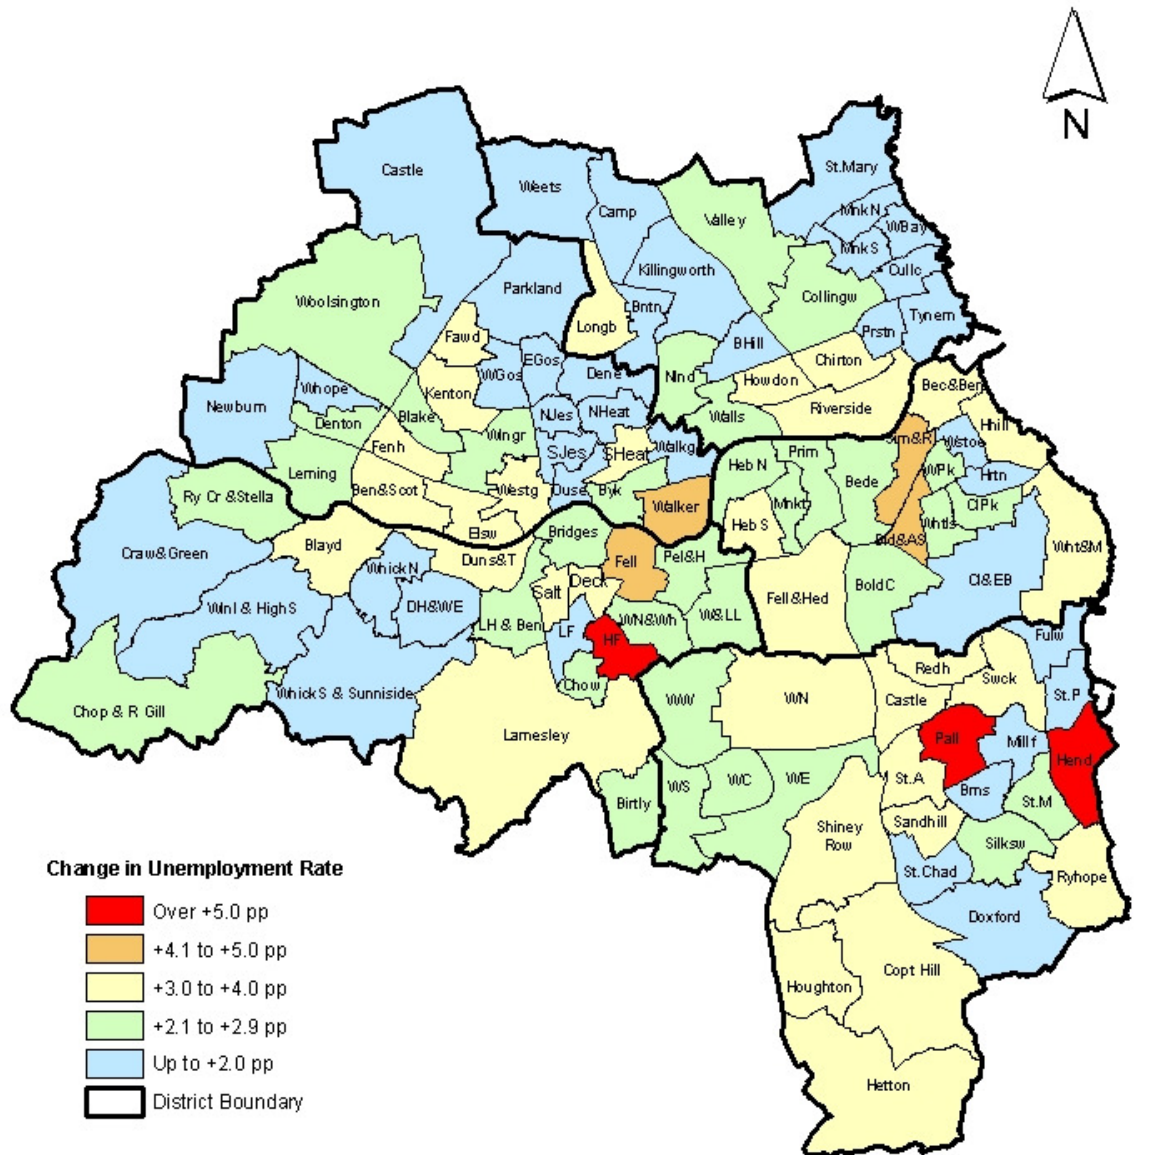 N
Castle
Weets
Camp
Valley
St.Mary
Mnk N
WBay
Mnk S
Cullc
Killingworth
Parkland
Woolsington
Collingw
Bntn
Tynem
Prstn
Longb
Fawd
BHill
EGos
Chirton
Dene
WGos
Nlnd
Howdon
Bec&Ben
Whope
Kenton
Newburn
Riverside
Denton
Blake
NJes
NHeat
Walls
Hhill
Wingr
Fenh
Walkg
Wstoe
SJes
SHeat
Prim
Heb N
WPk
Leming
Hrtn
Bede
Ry Cr &Stella
Ben&Scot
Westg
Ouse
Byk
Walker
Mnkt
ClPk
Heb S
Whtls
Elsw
Bridges
Bid&AS
Blayd
Wht&M
Craw&Green
Duns&T
Fell
Pel&H
WhickN
Deck
Cl&EB
BoldC
Salt
Fell&Hed
Winl & HighS
DH&WE
W&LL
WN&Wh
LH & Ben
LF
HF
Fulw
Redh
Swck
Chow
WhickS & Sunniside
St.P
WW
WN
Castle
Chop & R Gill
Lamesley
Pall
Millf
Hend
WS
WC
WE
St.A
Brns
Birtly
St.M
Sandhill
Shiney
Row
Silksw
Change in Unemployment Rate
St.Chad
Ryhope
Over +5.0 pp
Doxford
+4.1 to +5.0 pp
Copt Hill
+3.0 to +4.0 pp
Houghton
+2.1 to +2.9 pp
Up to +2.0 pp
Hetton
District Boundary